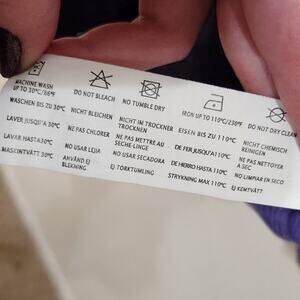 MACHINE WASH
UP TO 30°C/86°F
WASCHEN BIS ZU 30°C
LAVER JUSQU'A 30°C
LAVAR HASTA 30°C
MASKINTVÄTT 30°C
DO NOT BLEACH
NICHT BLEICHEN
NE PAS CHLORER
NO USAR LEJIA
ANVÄND EJ
BLEKNING
NO TUMBLE DRY
NICHT IM TROCKNER
TROCKNEN
NE PAS METTRE AU
SECHE-LINGE
NO USAR SECADORA
EJ TORKTUMLING
IRON UP TO 110°C/230°F
EISEN BIS ZU 110°C
DE FER JUSQU'A 110°C
DE HIERRO HASTA 110°C
STRYKNING MAX 110°C
DO NOT DRY CLEAN
NICHT CHEMISCH
REINIGEN
NE PAS NETTOYER
A SEC
NO LIMPIAR EN SECO
EJ KEMTVÄTT